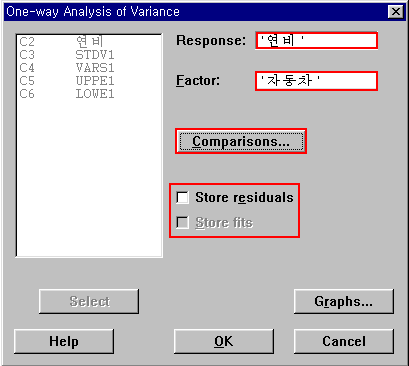 One-way Analysis of Variance
C2 연비
C3 STDV1
C4 VARS1
C5 UPPE1
C6 LOWE1
Response: '연비'
Factor: '자동차'
Comparisons...
Store residuals
Store fits
Select
Graphs...
Help
OK
Cancel